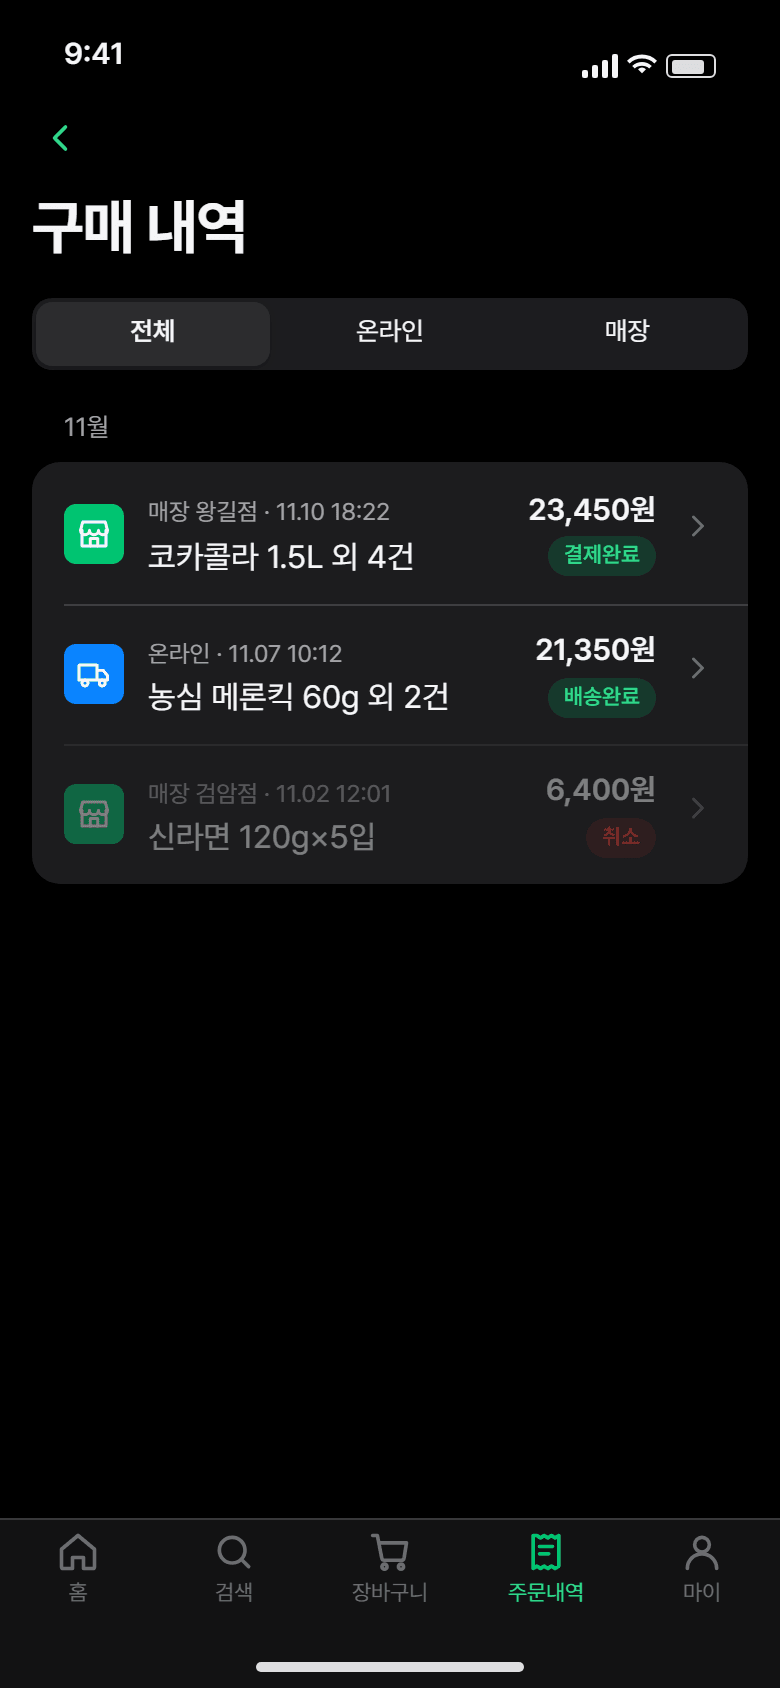 9:41
구매 내역
전체 온라인 매장
11월
매장 왕길점 · 11.10 18:22
23,450원
코카콜라 1.5L 외 4건
결제완료
온라인 · 11.07 10:12
21,350원
농심 메론킥 60g 외 2건
배송완료
매장 검암점 · 11.02 12:01
6,400원
신라면 120g×5입
취소
홈 검색 장바구니 주문내역 마이